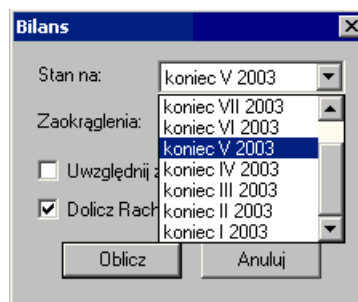 Bilans
Stan na: koniec V 2003
koniec VII 2003
Zaokrąglenia: koniec VI 2003
koniec V 2003
Uwzględnij koniec IV 2003
koniec III 2003
Dolicz Rach koniec II 2003
koniec I 2003
Oblicz Anuluj